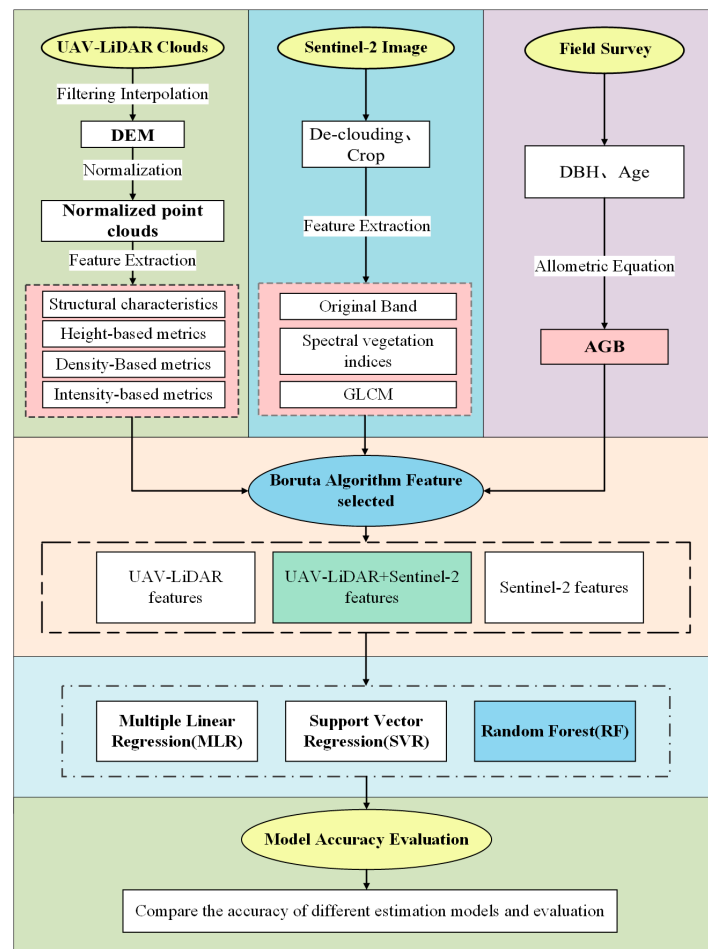 UAV-LiDAR Clouds
Filtering Interpolation
DEM
Normalization
Normalized point
clouds
Feature Extraction
Structural characteristics
Height-based metrics
Density-Based metrics
Intensity-based metrics
Sentinel-2 Image
De-clouding、
Crop
Feature Extraction
Original Band
Spectral vegetation
indices
GLCM
Field Survey
DBH、Age
Allometric Equation
AGB
Boruta Algorithm Feature
selected
UAV-LiDAR
features
UAV-LiDAR+Sentinel-2
features
Sentinel-2 features
Multiple Linear
Regression(MLR)
Support Vector
Regression(SVR)
Random Forest(RF)
Model Accuracy Evaluation
Compare the accuracy of different estimation models and evaluation